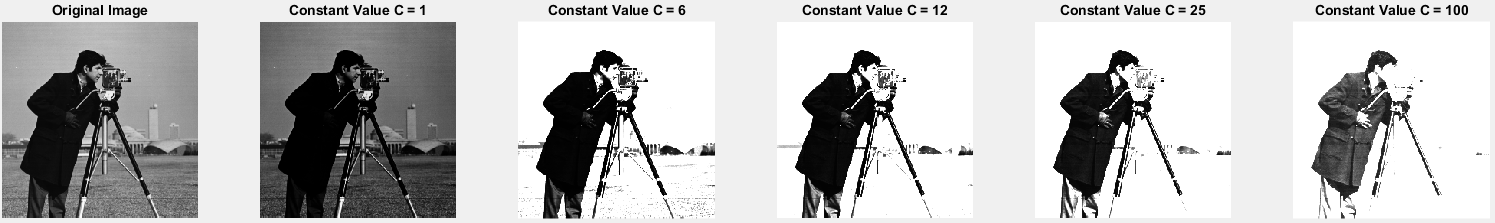 Original Image
Constant Value C = 1
Constant Value C = 6
Constant Value C = 12
Constant Value C = 25
Constant Value C = 100